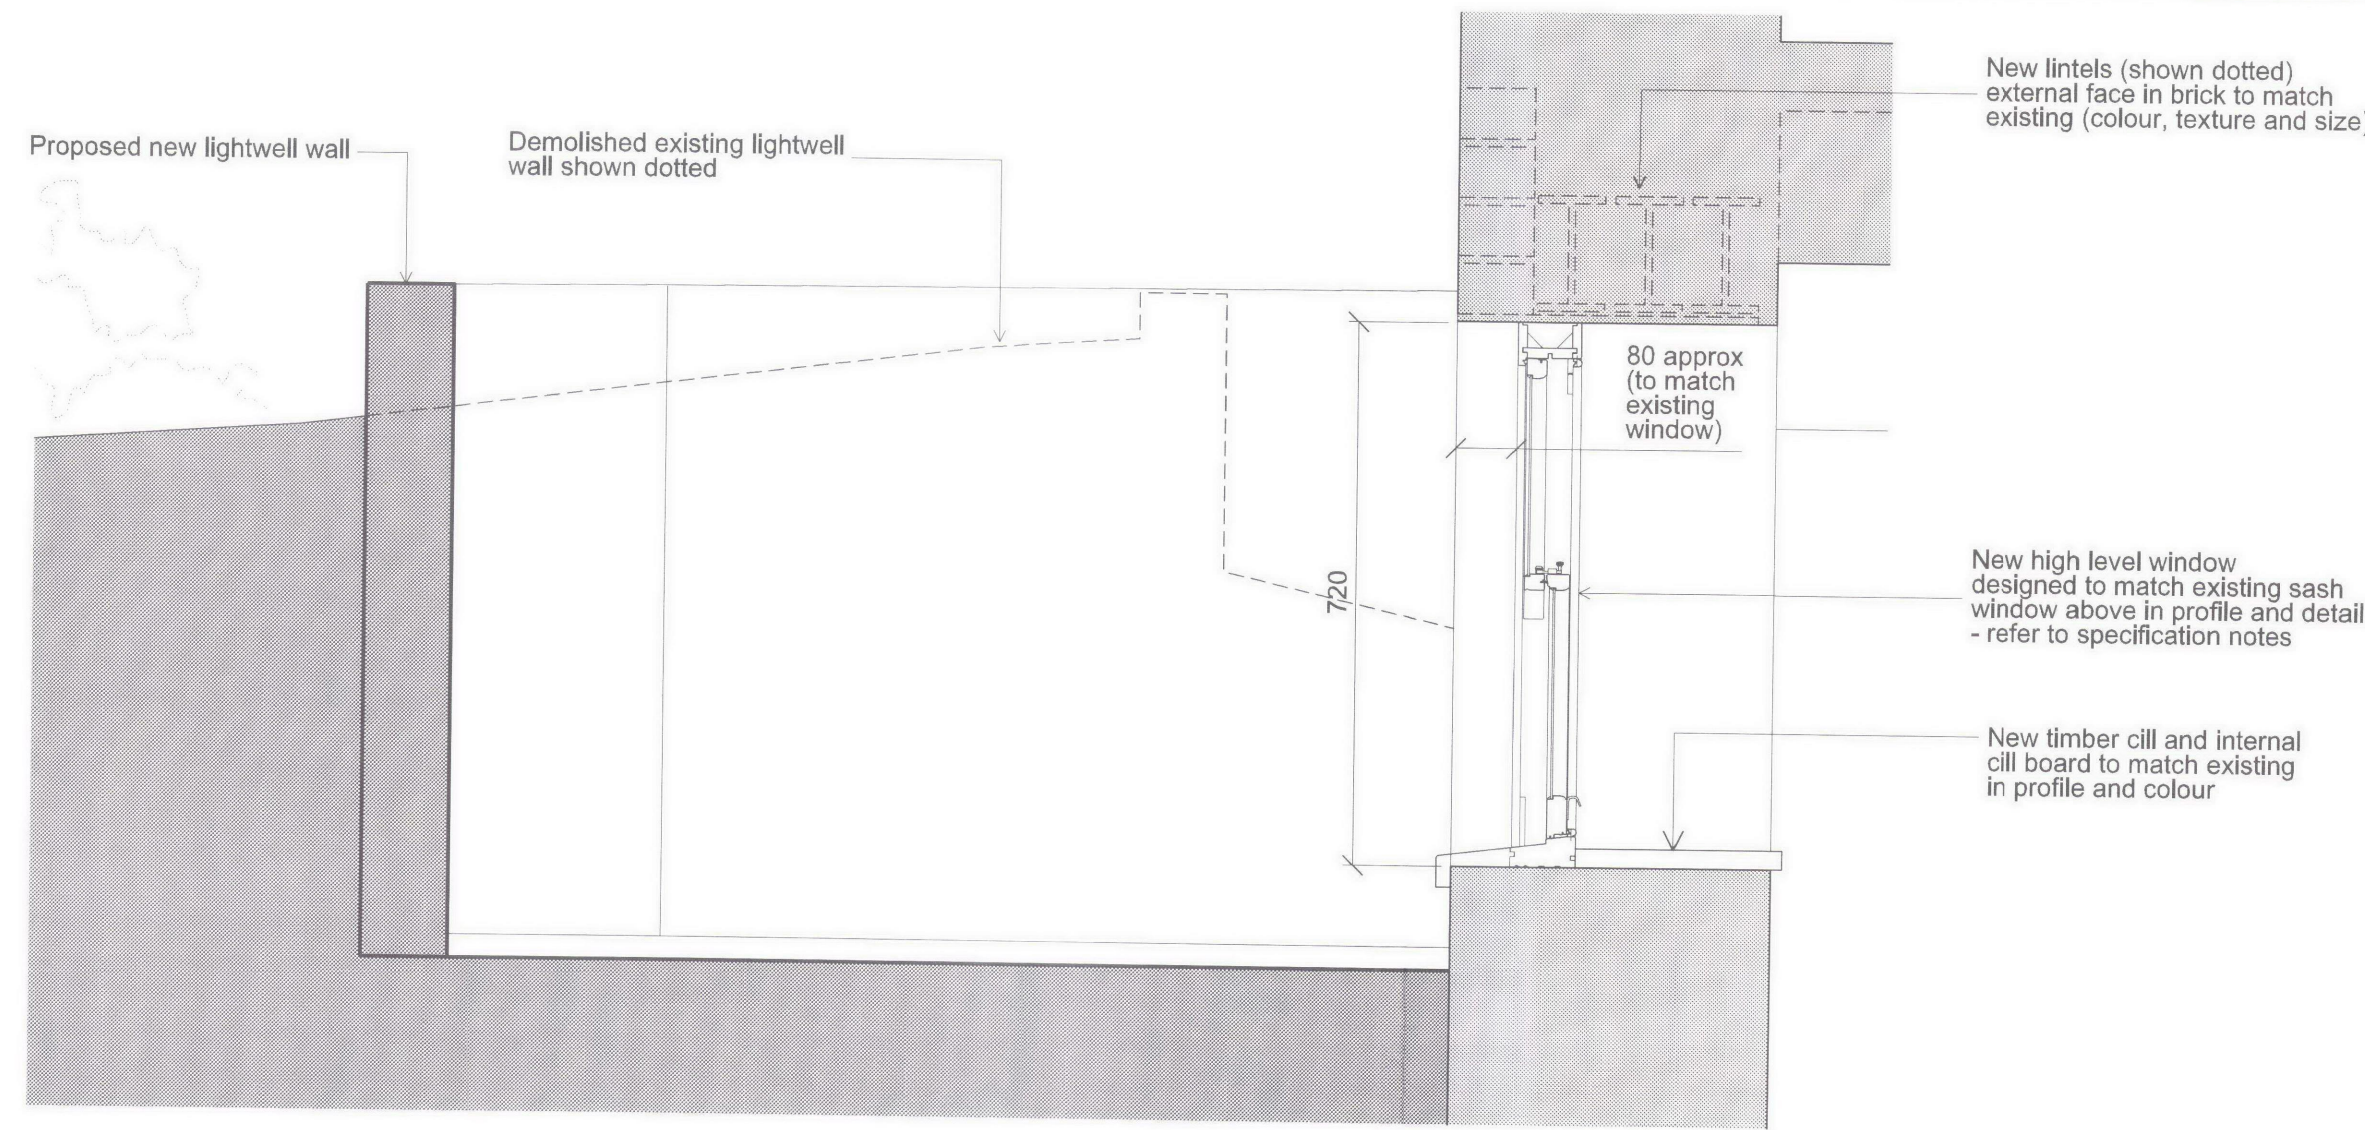 New lintels (shown dotted)
external face in brick to match
existing (colour, texture and size)
Proposed new lightwell wall
Demolished existing lightwell
wall shown dotted
80 approx
(to match
existing
window)
720
New high level window
designed to match existing sash
window above in profile and detail
- refer to specification notes
New timber cill and internal
cill board to match existing
in profile and colour